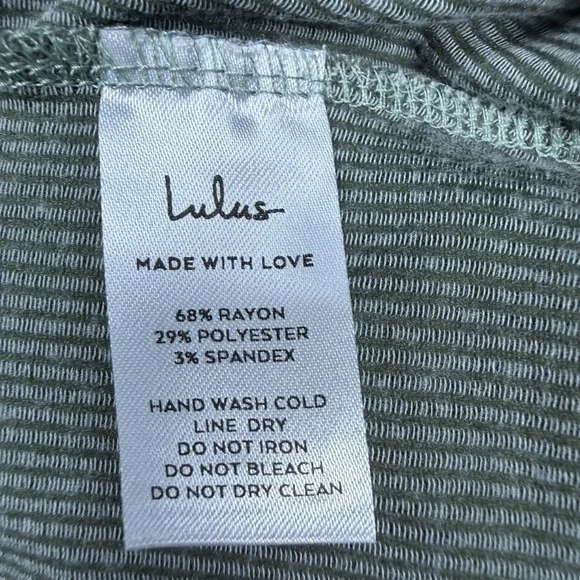 Lulus
MADE WITH LOVE
68% RAYON
29% POLYESTER
3% SPANDEX
HAND WASH COLD
LINE DRY
DO NOT IRON
DO NOT BLEACH
DO NOT DRY CLEAN